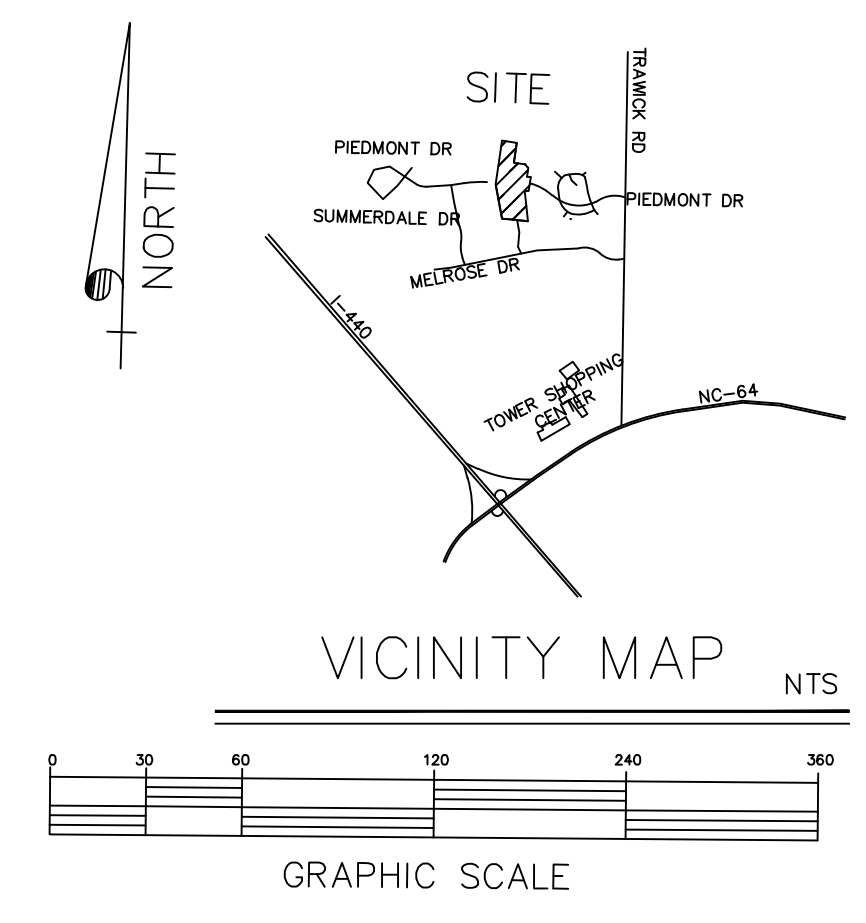 SITE
TRAWICK RD
NORTH
PIEDMONT DR
PIEDMONT DR
SUMMERDALE DR
MELROSE DR
I-440
TOWER SHOPPING
CENTER
NC-64
VICINITY MAP
NTS
0 30 60 120 240 360
GRAPHIC SCALE